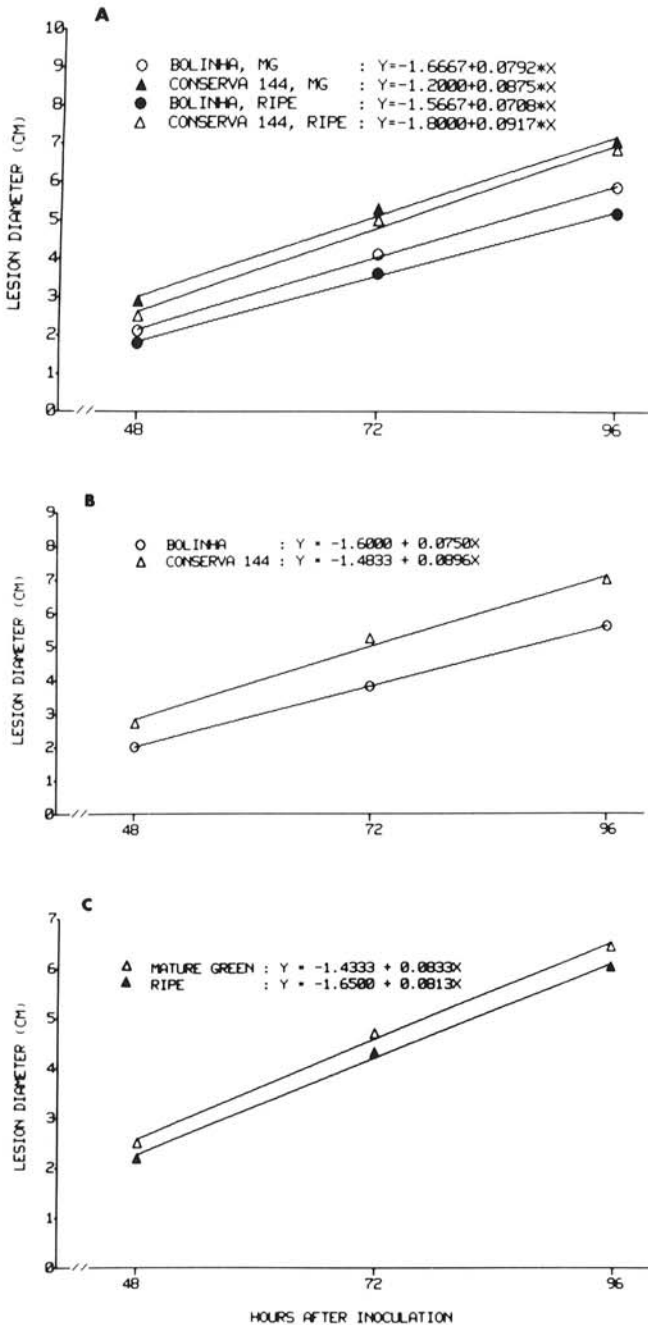 A
10
9
8
7
6
5
4
3
2
1
0
LESION DIAMETER (CM)
BOLINHA, MG : Y=-1.6667+0.0792*X
CONSERVA 144, MG : Y=-1.2000+0.0875*X
BOLINHA, RIPE : Y=-1.5667+0.0708*X
CONSERVA 144, RIPE : Y=-1.8000+0.0917*X
48 72 96
B
9
8
7
6
5
4
3
2
1
0
LESION DIAMETER (CM)
BOLINHA : Y = -1.6000 + 0.0750X
CONSERVA 144 : Y = -1.4833 + 0.0896X
48 72 96
C
7
6
5
4
3
2
1
0
LESION DIAMETER (CM)
MATURE GREEN : Y = -1.4333 + 0.0833X
RIPE : Y = -1.6500 + 0.0813X
48 72 96
HOURS AFTER INOCULATION